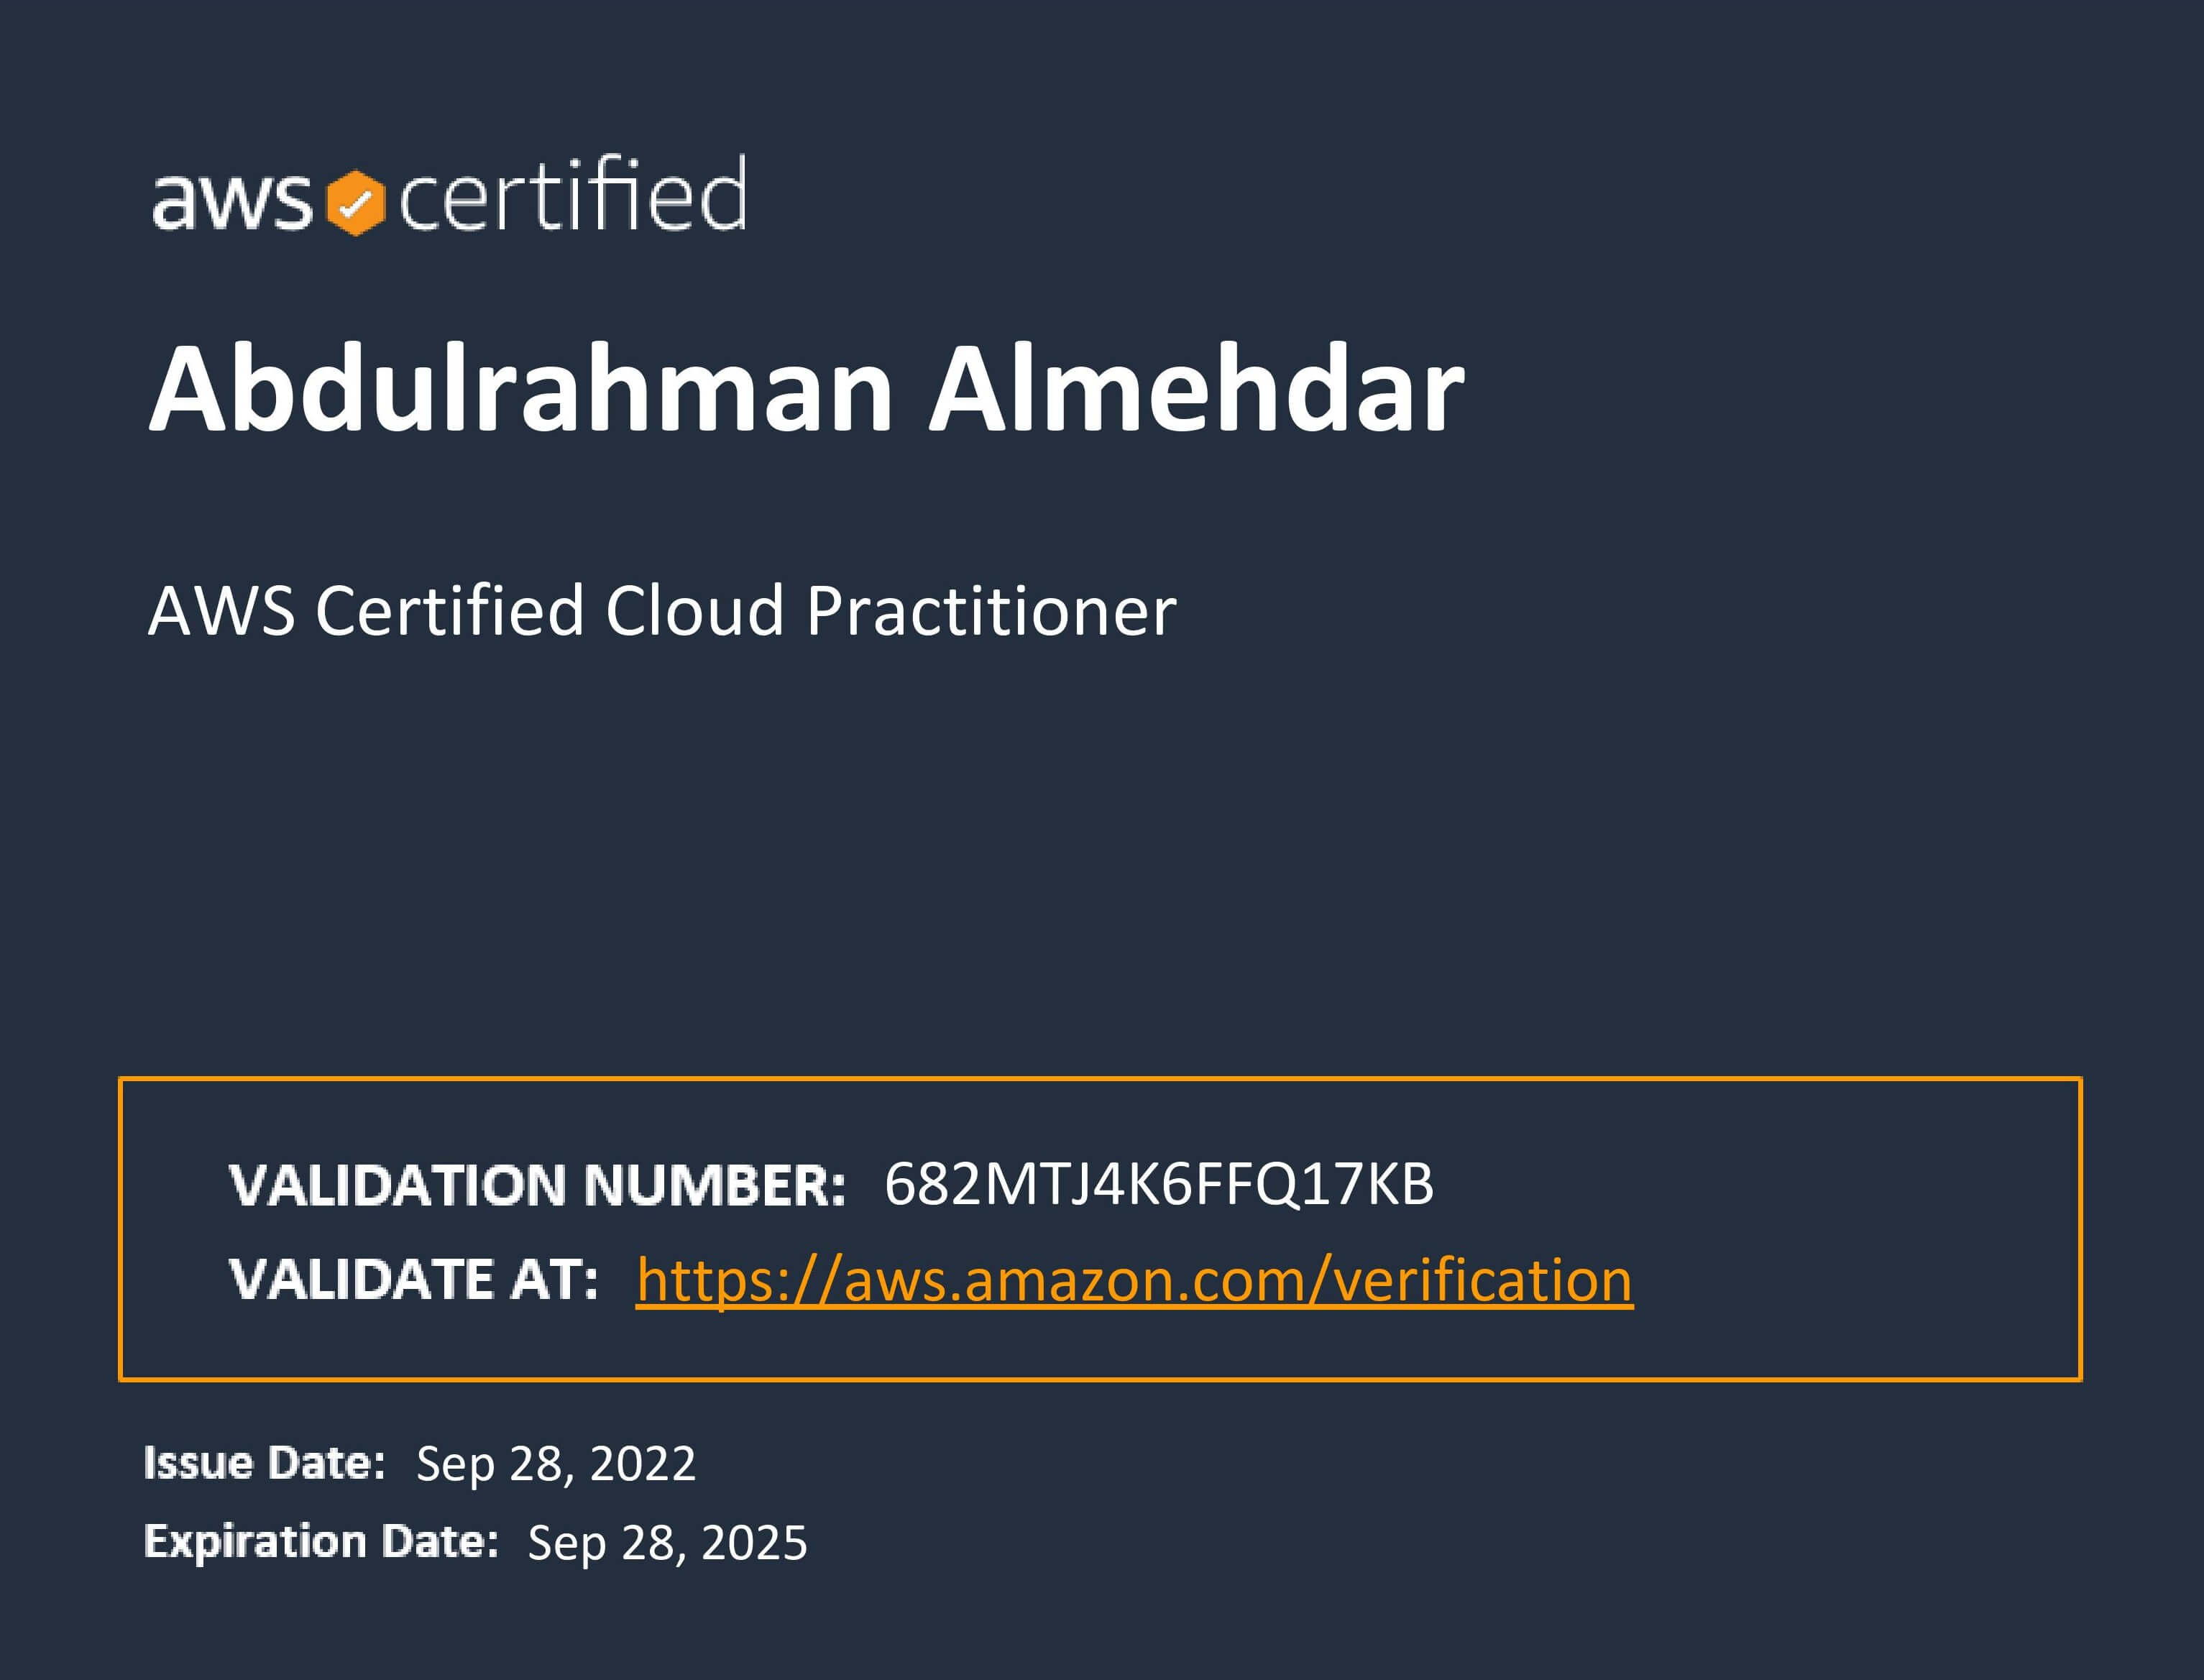 aws certified
Abdulrahman Almehdar
AWS Certified Cloud Practitioner
VALIDATION NUMBER: 682MTJ4K6FFQ17KB
VALIDATE AT: https://aws.amazon.com/verification
Issue Date: Sep 28, 2022
Expiration Date: Sep 28, 2025